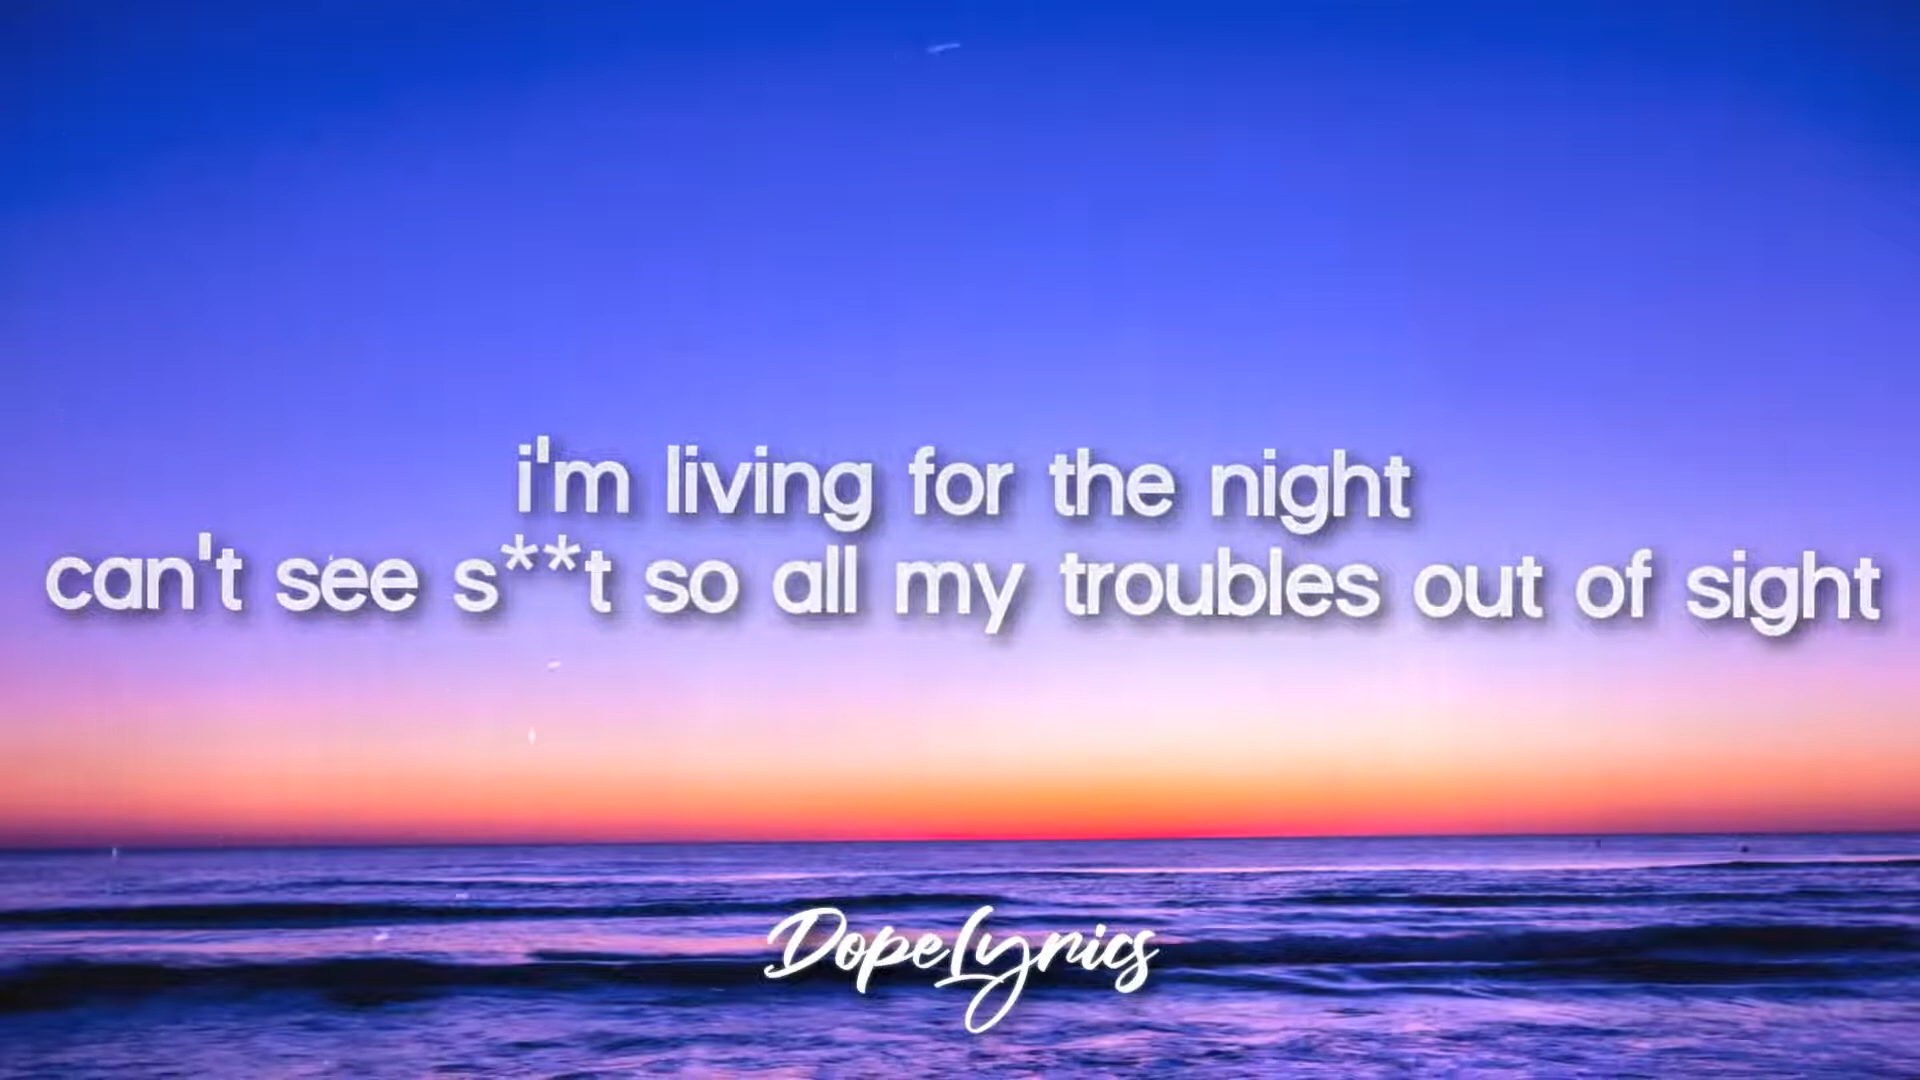 i'm living for the night
can't see s**t so all my troubles out of sight
DopeLyrics